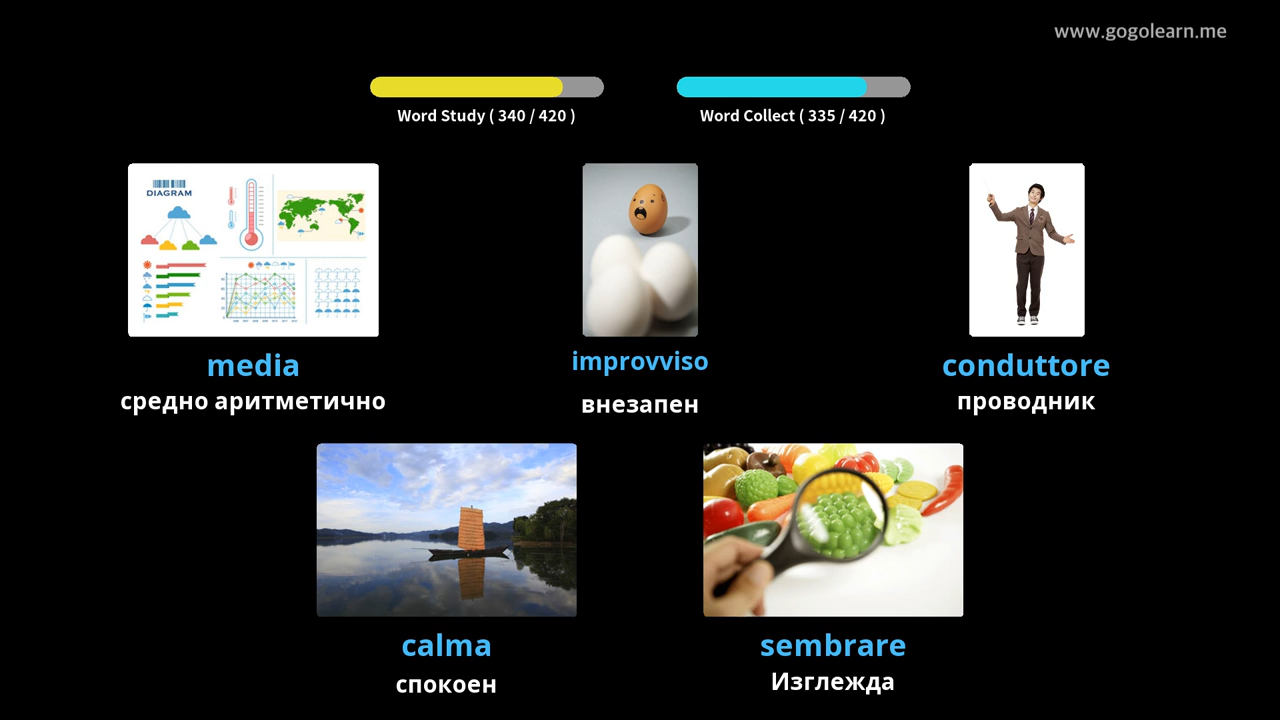 www.gogolearn.me
Word Study ( 340 / 420 )
Word Collect ( 335 / 420 )
DIAGRAM
media
средно аритметично
improvviso
внезапен
conduttore
проводник
calma
спокоен
sembrare
Изглежда